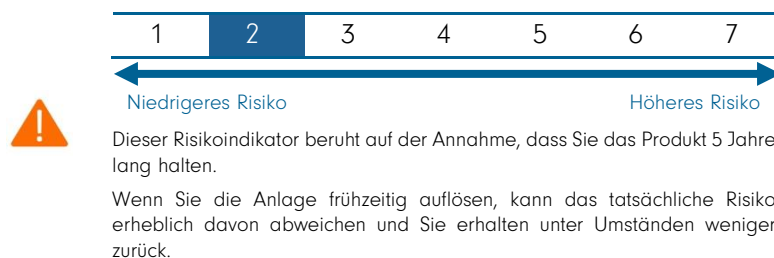 1 2 3 4 5 6 7
Niedrigeres Risiko Höheres Risiko
Dieser Risikoindikator beruht auf der Annahme, dass Sie das Produkt 5 Jahre
lang halten.
Wenn Sie die Anlage frühzeitig auflösen, kann das tatsächliche Risiko
erheblich davon abweichen und Sie erhalten unter Umständen weniger
zurück.